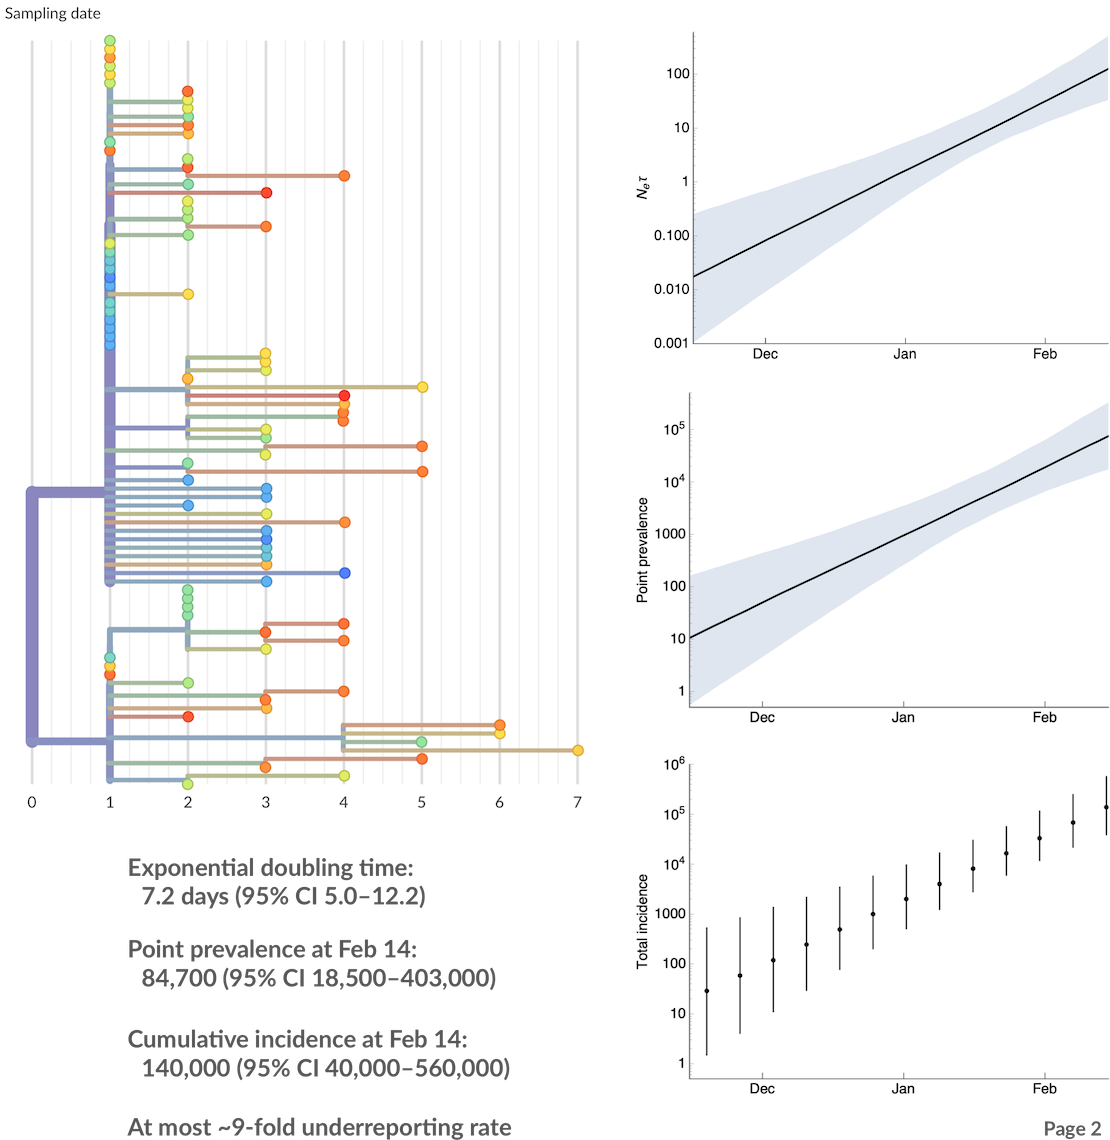 Sampling date
0 1 2 3 4 5 6 7
Exponential doubling time:
7.2 days (95% CI 5.0–12.2)
Point prevalence at Feb 14:
84,700 (95% CI 18,500–403,000)
Cumulative incidence at Feb 14:
140,000 (95% CI 40,000–560,000)
At most ~9-fold underreporting rate
Nₑτ
100
10
1
0.100
0.010
0.001
Dec Jan Feb
Point prevalence
10⁵
10⁴
1000
100
10
1
Dec Jan Feb
Total incidence
10⁶
10⁵
10⁴
1000
100
10
1
Dec Jan Feb
Page 2